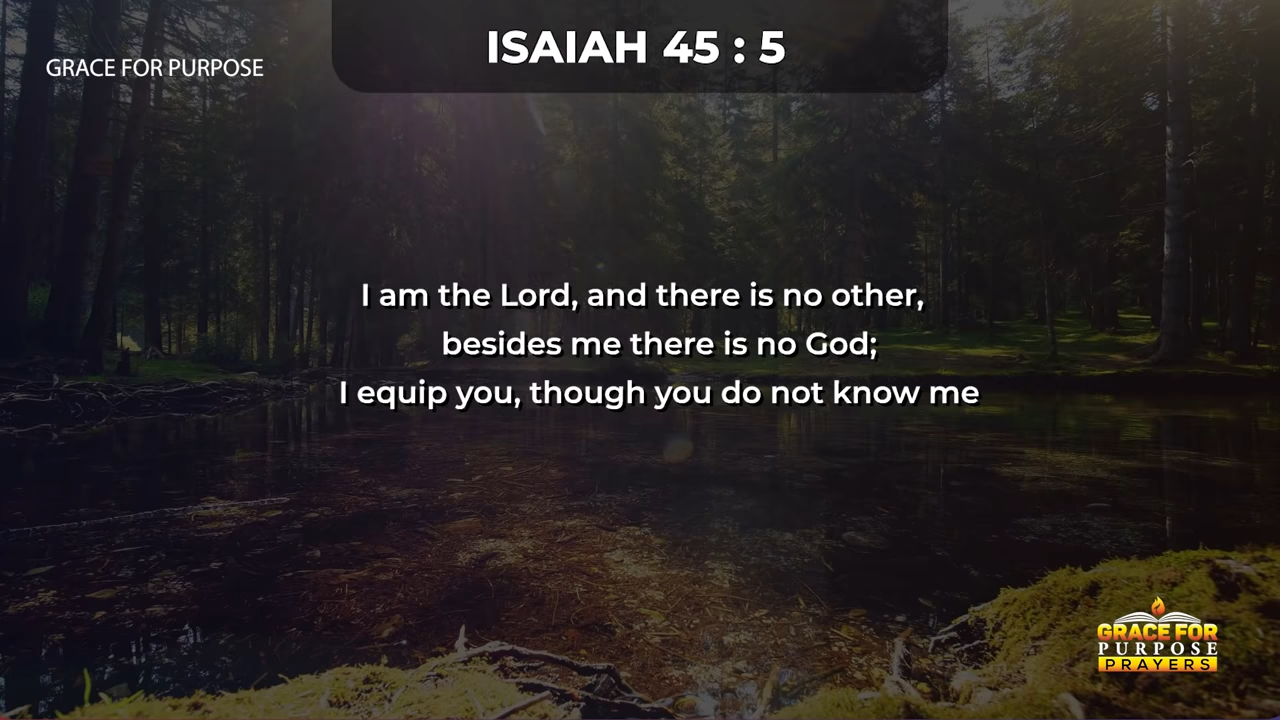 ISAIAH 45 : 5
GRACE FOR PURPOSE
I am the Lord, and there is no other,
besides me there is no God;
I equip you, though you do not know me
GRACE FOR
PURPOSE
PRAYERS